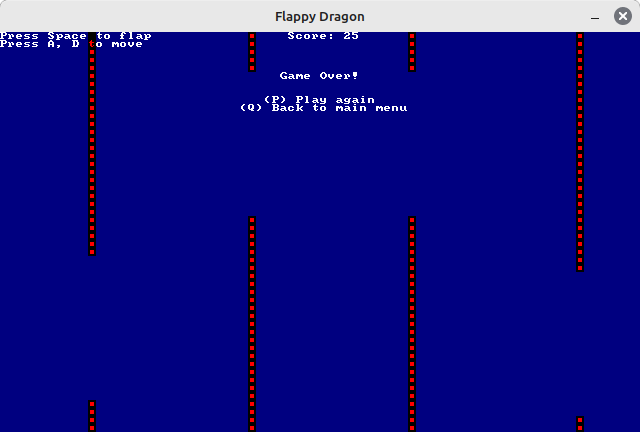 Flappy Dragon
Press Space to flap
Score: 25
Press A, D to move
Game Over!
(P) Play again
(Q) Back to main menu